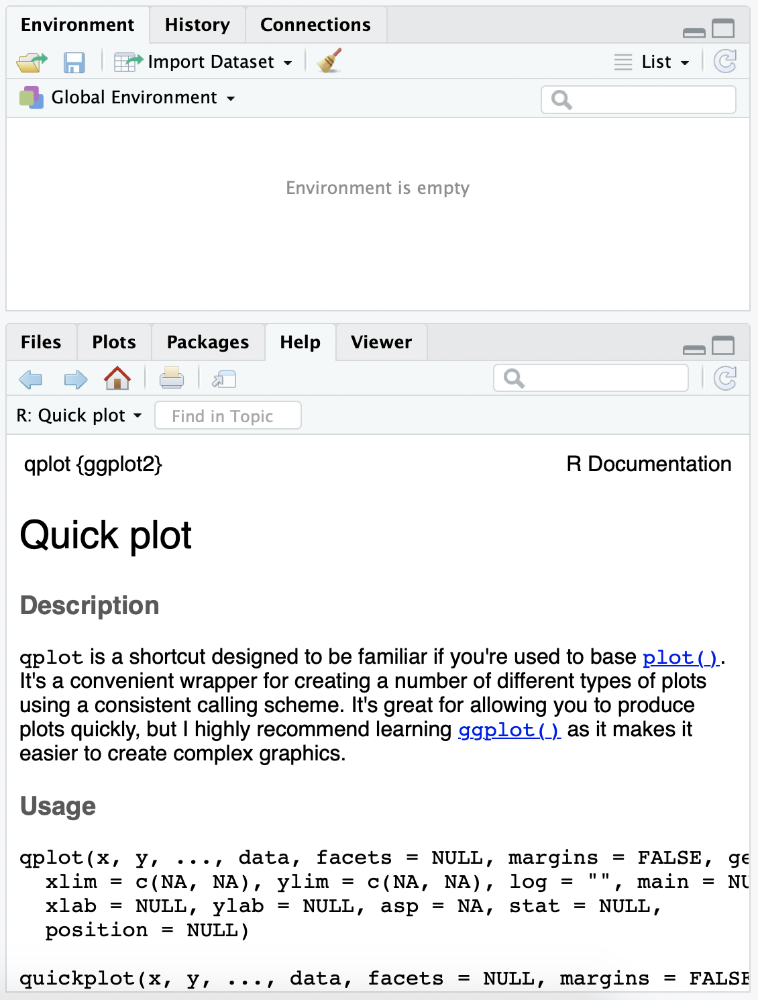 Environment History Connections
Import Dataset List
Global Environment
Environment is empty
Files Plots Packages Help Viewer
R: Quick plot Find in Topic
qplot {ggplot2} R Documentation
Quick plot
Description
qplot is a shortcut designed to be familiar if you're used to base plot().
It's a convenient wrapper for creating a number of different types of plots
using a consistent calling scheme. It's great for allowing you to produce
plots quickly, but I highly recommend learning ggplot() as it makes it
easier to create complex graphics.
Usage
qplot(x, y, ..., data, facets = NULL, margins = FALSE, ge
xlim = c(NA, NA), ylim = c(NA, NA), log = "", main = NU
xlab = NULL, ylab = NULL, asp = NA, stat = NULL,
position = NULL)
quickplot(x, y, ..., data, facets = NULL, margins = FALSE